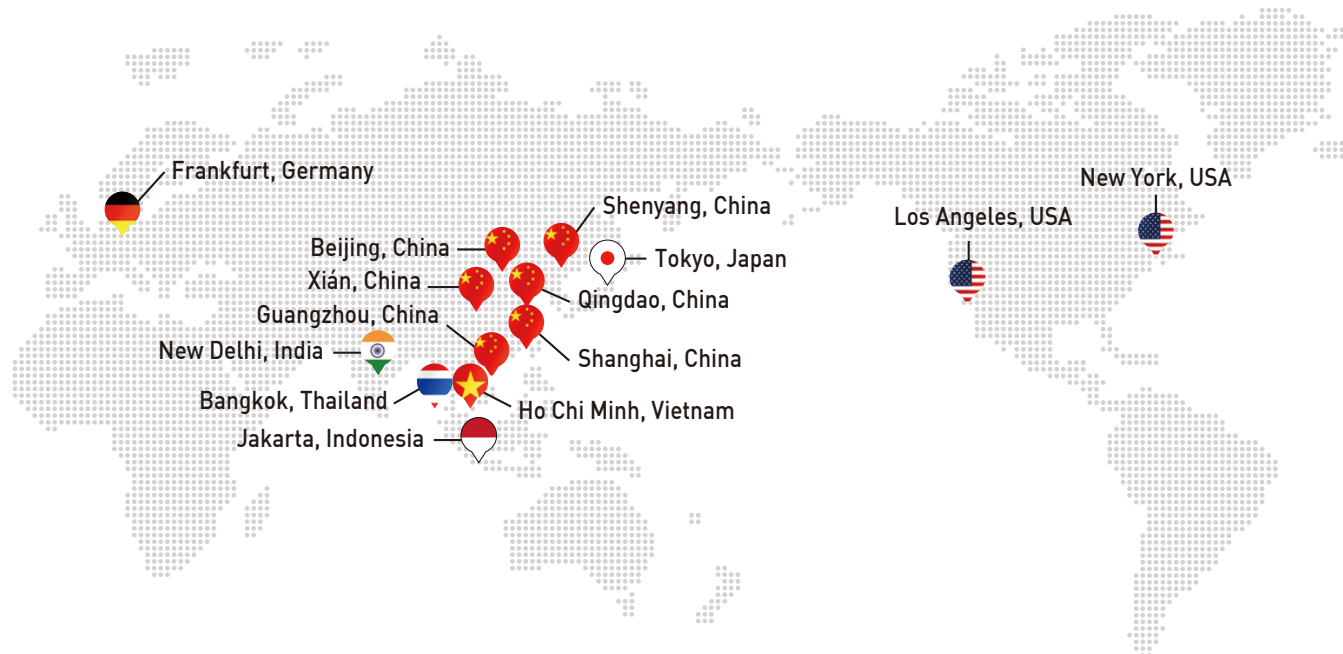 Frankfurt, Germany
New York, USA
Shenyang, China
Los Angeles, USA
Beijing, China
Tokyo, Japan
Xián, China
Qingdao, China
Guangzhou, China
New Delhi, India
Shanghai, China
Bangkok, Thailand
Ho Chi Minh, Vietnam
Jakarta, Indonesia